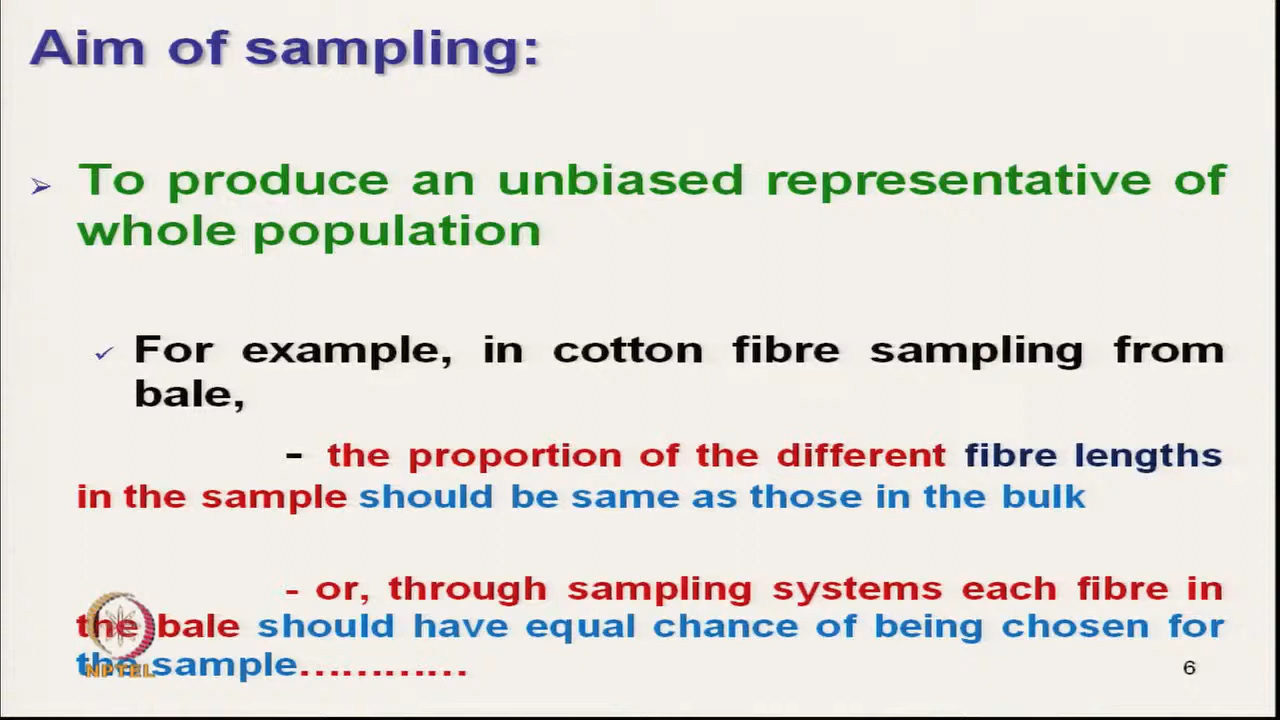 Aim of sampling:
To produce an unbiased representative of
whole population
For example, in cotton fibre sampling from
bale,
- the proportion of the different fibre lengths
in the sample should be same as those in the bulk
- or, through sampling systems each fibre in
the bale should have equal chance of being chosen for
the sample…………
NPTEL
6